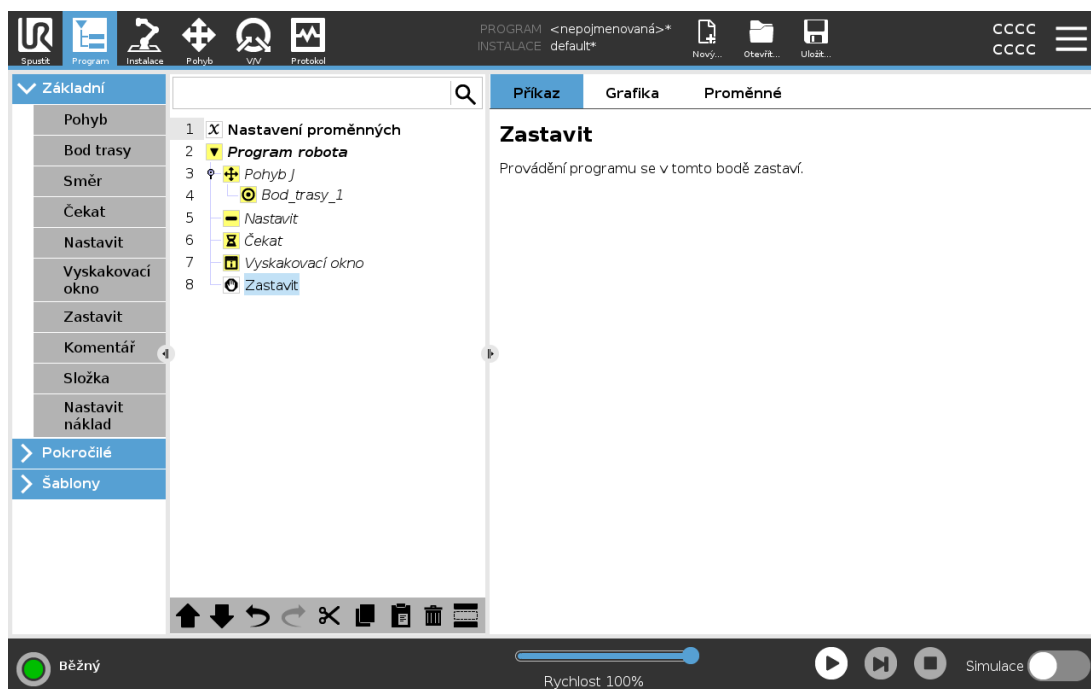 PROGRAM <nepojmenovaná>*
INSTALACE default*
CCCC
CCCC
UR
Spustit
Program
Instalace
Pohyb
V/V
Protokol
Nový...
Otevřít...
Uložit...
Základní
Pohyb
Bod trasy
Směr
Čekat
Nastavit
Vyskakovací
okno
Zastavit
Komentář
Složka
Nastavit
náklad
Pokročilé
Šablony
1 X Nastavení proměnných
2 Program robota
3 Pohyb J
4 Bod_trasy_1
5 Nastavit
6 Čekat
7 Vyskakovací okno
8 Zastavit
Příkaz
Grafika
Proměnné
Zastavit
Provádění programu se v tomto bodě zastaví.
Běžný
Rychlost 100%
Simulace